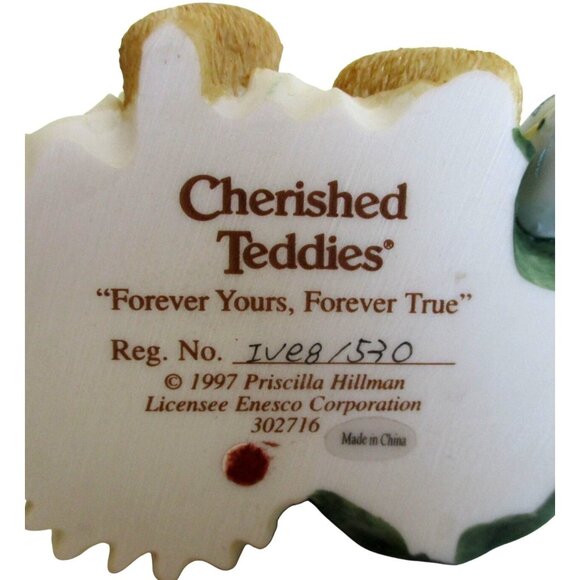 Cherished
Teddies®
"Forever Yours, Forever True"
Reg. No. IVE8/530
© 1997 Priscilla Hillman
Licensee Enesco Corporation
302716
Made in China